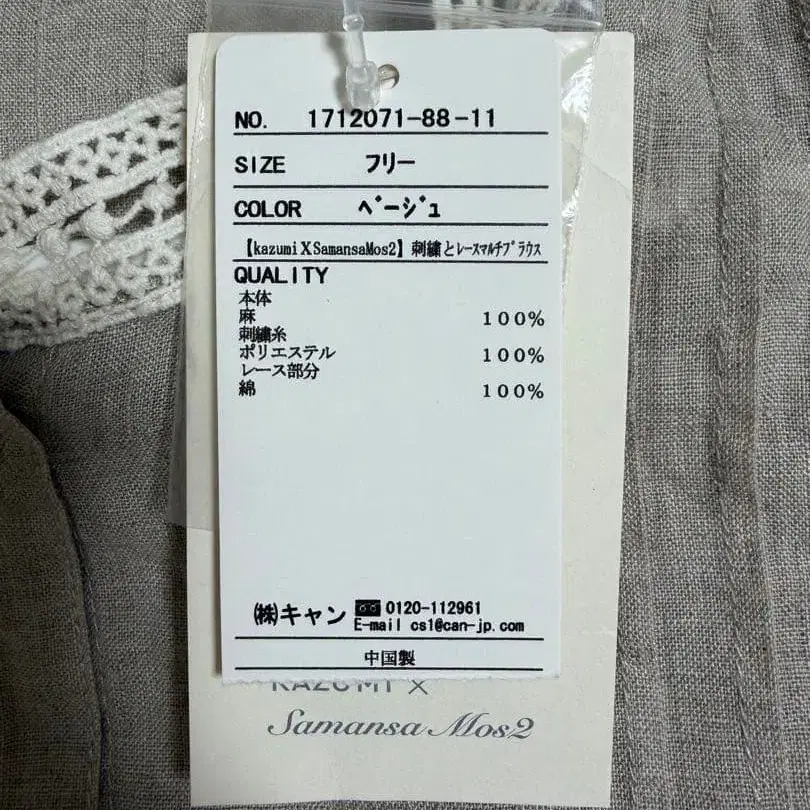 NO. 1712071-88-11
SIZE フリー
COLOR ﾍﾞｰｼﾞｭ
【kazumiＸSamansaMos2】刺繍とﾚｰｽﾏﾙﾁﾌﾞﾗｳｽ
QUALITY
本体
麻 100%
刺繍糸
ポリエステル 100%
レース部分
綿 100%
㈱キャン 0120-112961
E-mail cs1@can-jp.com
中国製
KAZUMI ×
Samansa Mos2